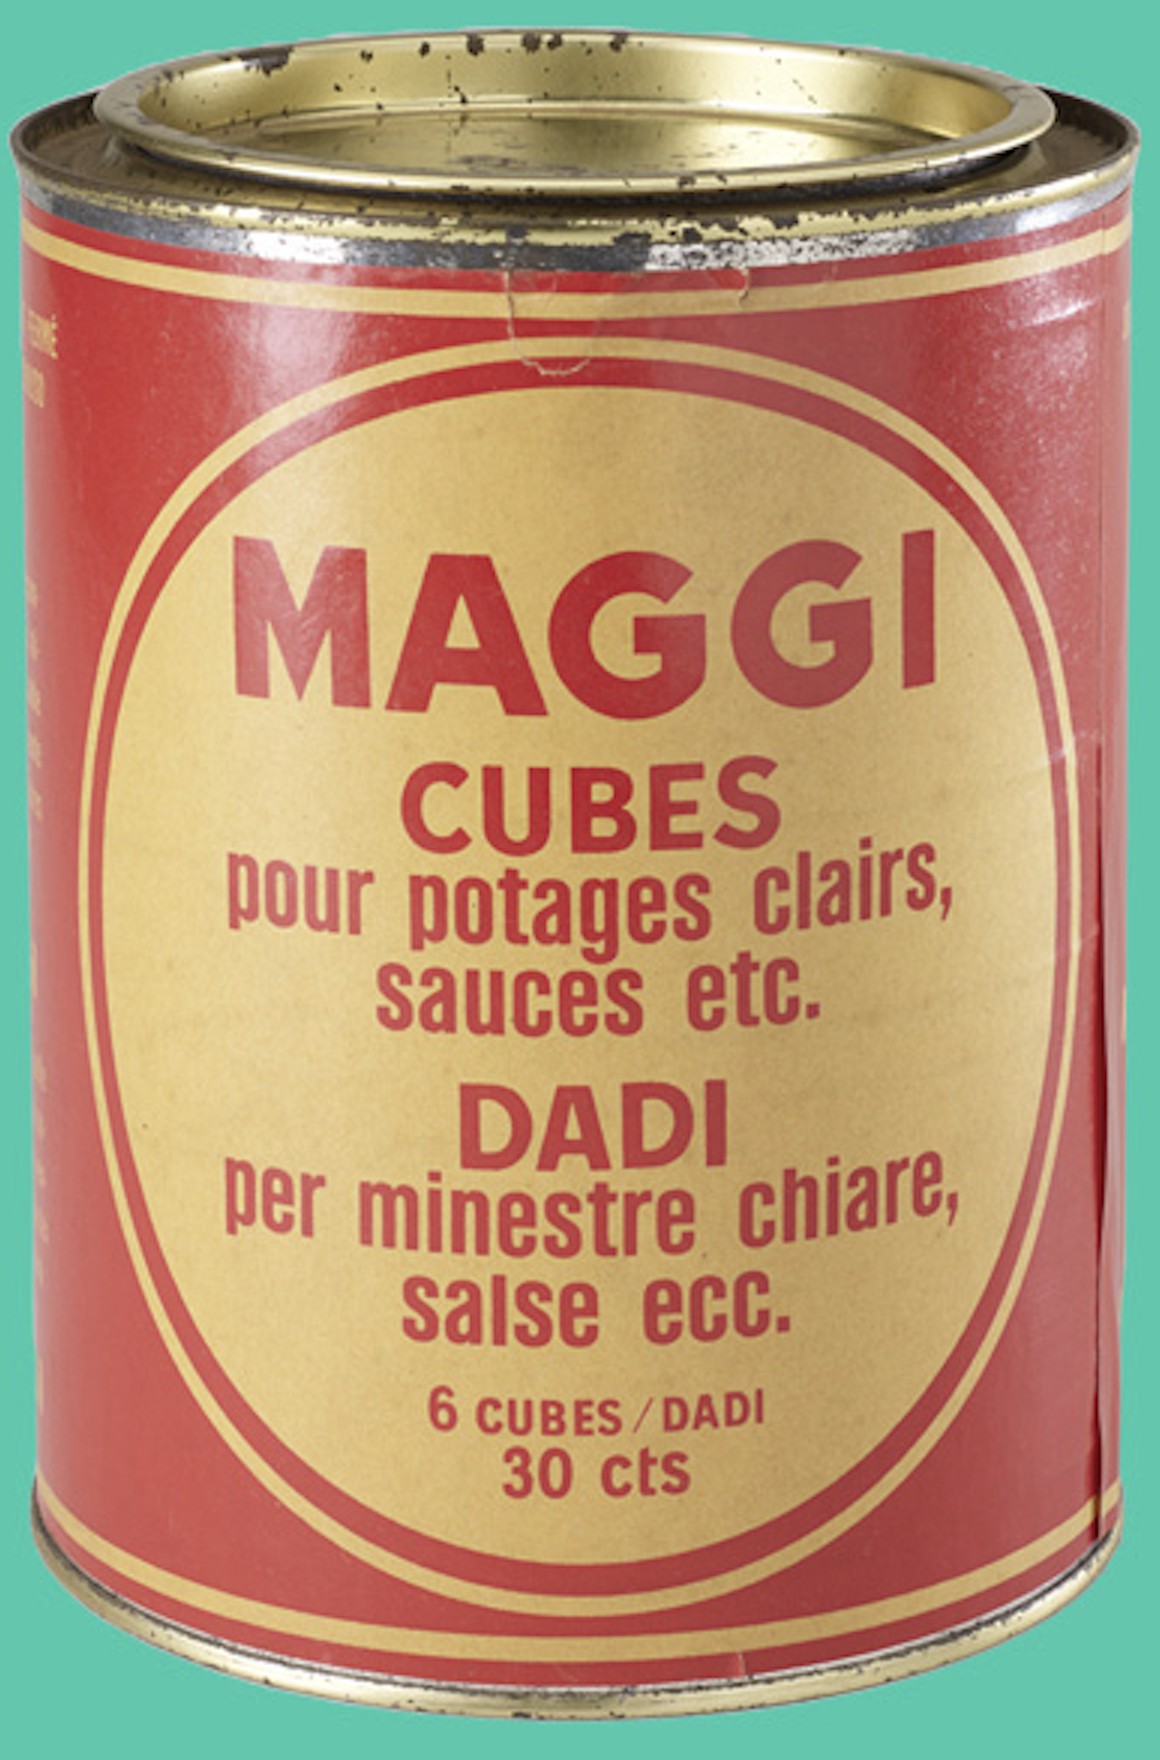 MAGGI
CUBES
pour potages clairs,
sauces etc.
DADI
per minestre chiare,
salse ecc.
6 CUBES / DADI
30 cts